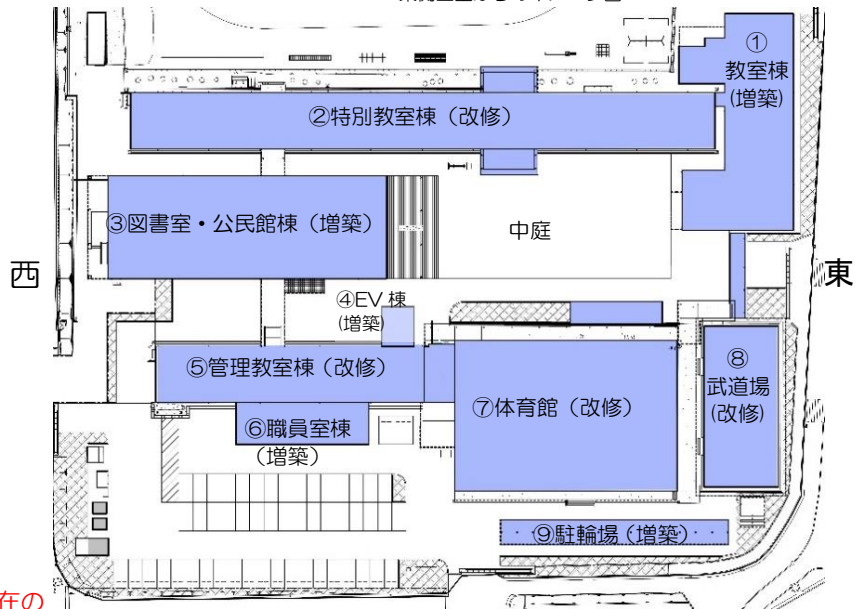 ①
教室棟
(増築)
②特別教室棟（改修）
③図書室・公民館棟（増築）
中庭
西
東
④EV 棟
(増築)
⑤管理教室棟（改修）
⑧
武道場
(改修)
⑦体育館（改修）
⑥職員室棟
（増築）
⑨駐輪場（増築）
在の